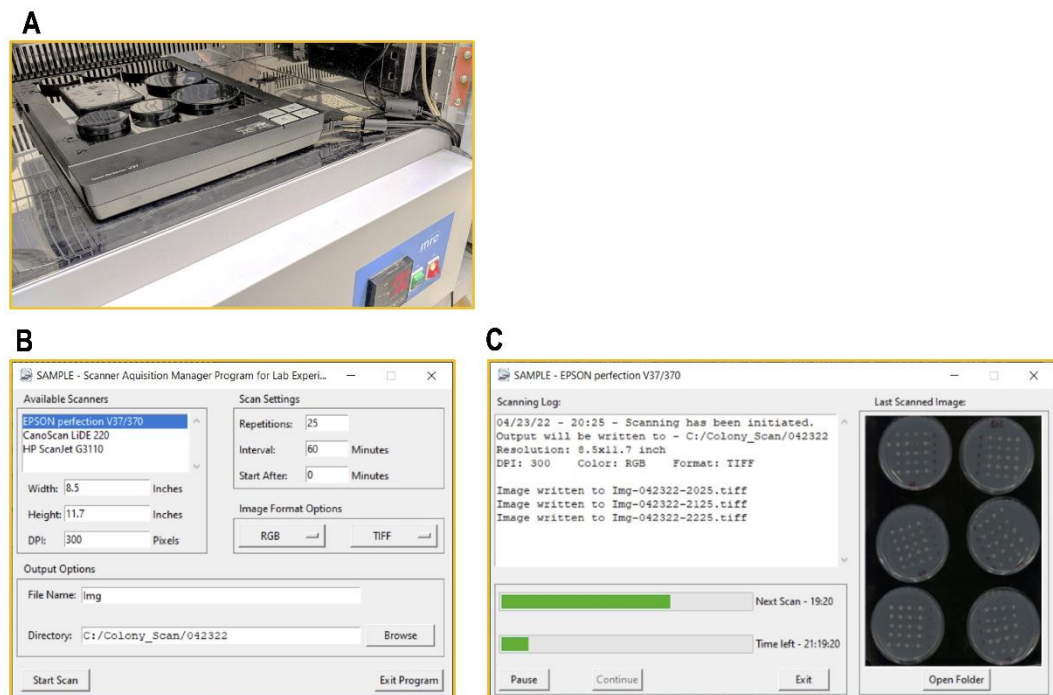 A
mrc
B
SAMPLE - Scanner Aquisition Manager Program for Lab Experi...
Available Scanners
EPSON perfection V37/370
CanoScan LiDE 220
HP ScanJet G3110
Width: 8.5 Inches
Height: 11.7 Inches
DPI: 300 Pixels
Scan Settings
Repetitions: 25
Interval: 60 Minutes
Start After: 0 Minutes
Image Format Options
RGB TIFF
Output Options
File Name: Img
Directory: C:/Colony_Scan/042322 Browse
Start Scan Exit Program
C
SAMPLE - EPSON perfection V37/370
Scanning Log:
04/23/22 - 20:25 - Scanning has been initiated.
Output will be written to - C:/Colony_Scan/042322
Resolution: 8.5x11.7 inch
DPI: 300 Color: RGB Format: TIFF
Image written to Img-042322-2025.tiff
Image written to Img-042322-2125.tiff
Image written to Img-042322-2225.tiff
Next Scan - 19:20
Time left - 21:19:20
Pause Continue Exit
Last Scanned Image:
Open Folder